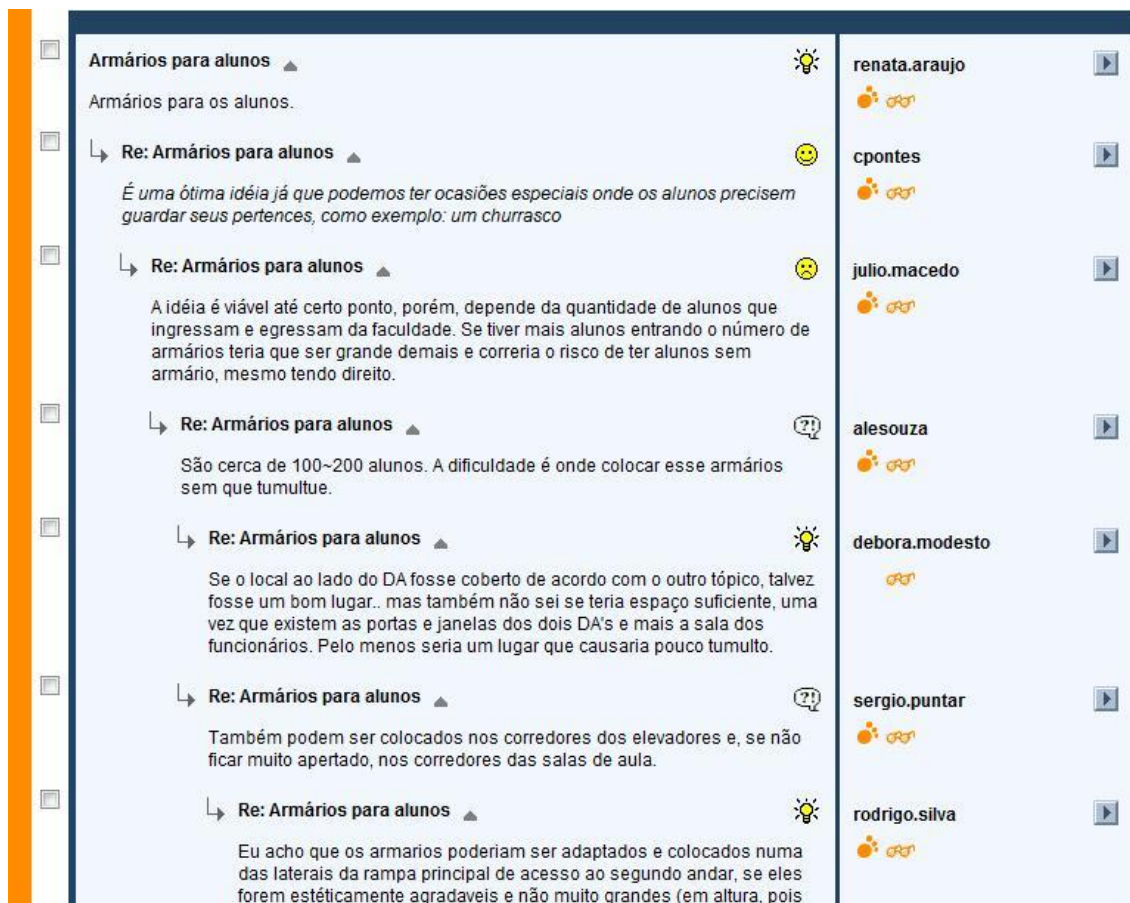 Armários para alunos
renata.araujo
Armários para os alunos.
Re: Armários para alunos
cpontes
É uma ótima idéia já que podemos ter ocasiões especiais onde os alunos precisem
guardar seus pertences, como exemplo: um churrasco
Re: Armários para alunos
julio.macedo
A idéia é viável até certo ponto, porém, depende da quantidade de alunos que
ingressam e egressam da faculdade. Se tiver mais alunos entrando o número de
armários teria que ser grande demais e correria o risco de ter alunos sem
armário, mesmo tendo direito.
Re: Armários para alunos
?!
alesouza
São cerca de 100~200 alunos. A dificuldade é onde colocar esse armários
sem que tumultue.
Re: Armários para alunos
debora.modesto
Se o local ao lado do DA fosse coberto de acordo com o outro tópico, talvez
fosse um bom lugar.. mas também não sei se teria espaço suficiente, uma
vez que existem as portas e janelas dos dois DA's e mais a sala dos
funcionários. Pelo menos seria um lugar que causaria pouco tumulto.
Re: Armários para alunos
?!
sergio.puntar
Também podem ser colocados nos corredores dos elevadores e, se não
ficar muito apertado, nos corredores das salas de aula.
Re: Armários para alunos
rodrigo.silva
Eu acho que os armarios poderiam ser adaptados e colocados numa
das laterais da rampa principal de acesso ao segundo andar, se eles
forem estéticamente agradaveis e não muito grandes (em altura, pois